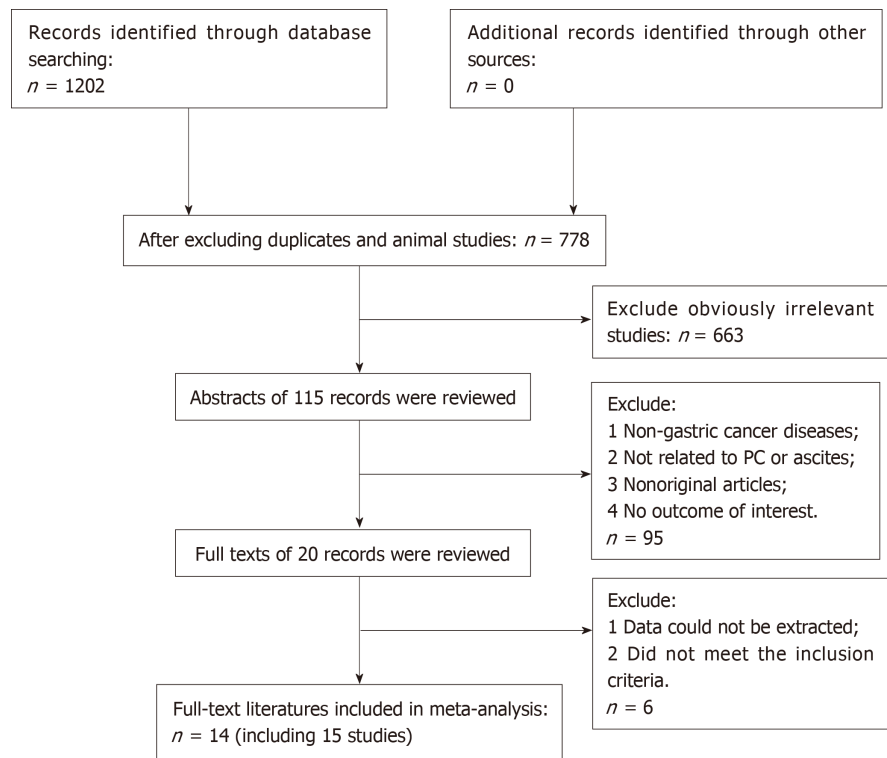 Records identified through database
searching:
n = 1202
Additional records identified through other
sources:
n = 0
After excluding duplicates and animal studies: n = 778
Exclude obviously irrelevant
studies: n = 663
Abstracts of 115 records were reviewed
Exclude:
1 Non-gastric cancer diseases;
2 Not related to PC or ascites;
3 Nonoriginal articles;
4 No outcome of interest.
n = 95
Full texts of 20 records were reviewed
Exclude:
1 Data could not be extracted;
2 Did not meet the inclusion
criteria.
n = 6
Full-text literatures included in meta-analysis:
n = 14 (including 15 studies)